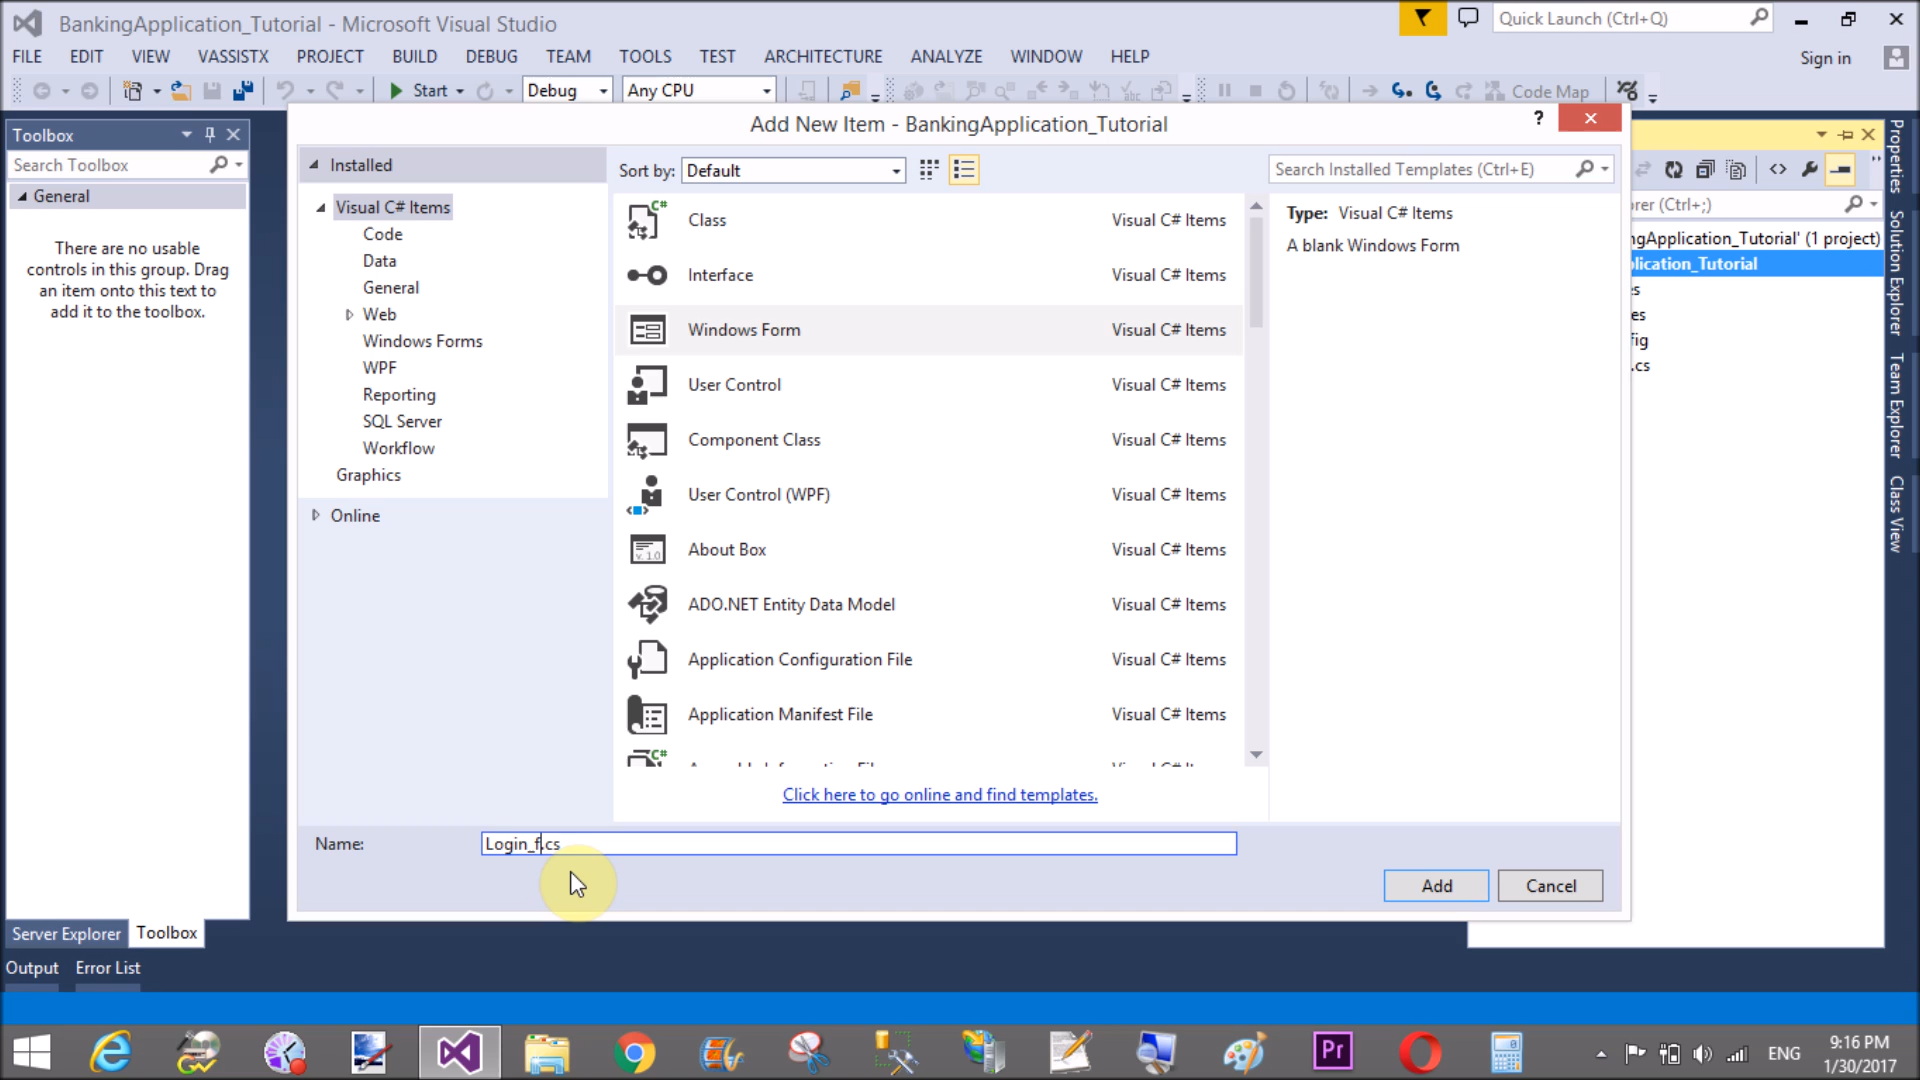 BankingApplication_Tutorial - Microsoft Visual Studio
Quick Launch (Ctrl+Q)
FILE EDIT VIEW VASSISTX PROJECT BUILD DEBUG TEAM TOOLS TEST ARCHITECTURE ANALYZE WINDOW HELP
Sign in
Start Debug Any CPU Code Map
Toolbox
Search Toolbox
General
There are no usable
controls in this group. Drag
an item onto this text to
add it to the toolbox.
Server Explorer Toolbox
Output Error List
Add New Item - BankingApplication_Tutorial
?
Installed
Visual C# Items
Code
Data
General
Web
Windows Forms
WPF
Reporting
SQL Server
Workflow
Graphics
Online
Sort by: Default
Search Installed Templates (Ctrl+E)
Class Visual C# Items
Interface Visual C# Items
Windows Form Visual C# Items
User Control Visual C# Items
Component Class Visual C# Items
User Control (WPF) Visual C# Items
About Box Visual C# Items
ADO.NET Entity Data Model Visual C# Items
Application Configuration File Visual C# Items
Application Manifest File Visual C# Items
Click here to go online and find templates.
Type: Visual C# Items
A blank Windows Form
Name: Login_f.cs
Add Cancel
rer (Ctrl+;)
gApplication_Tutorial' (1 project)
lication_Tutorial
s
es
fig
.cs
Properties
Solution Explorer
Team Explorer
Class View
Pr
ENG
9:16 PM
1/30/2017